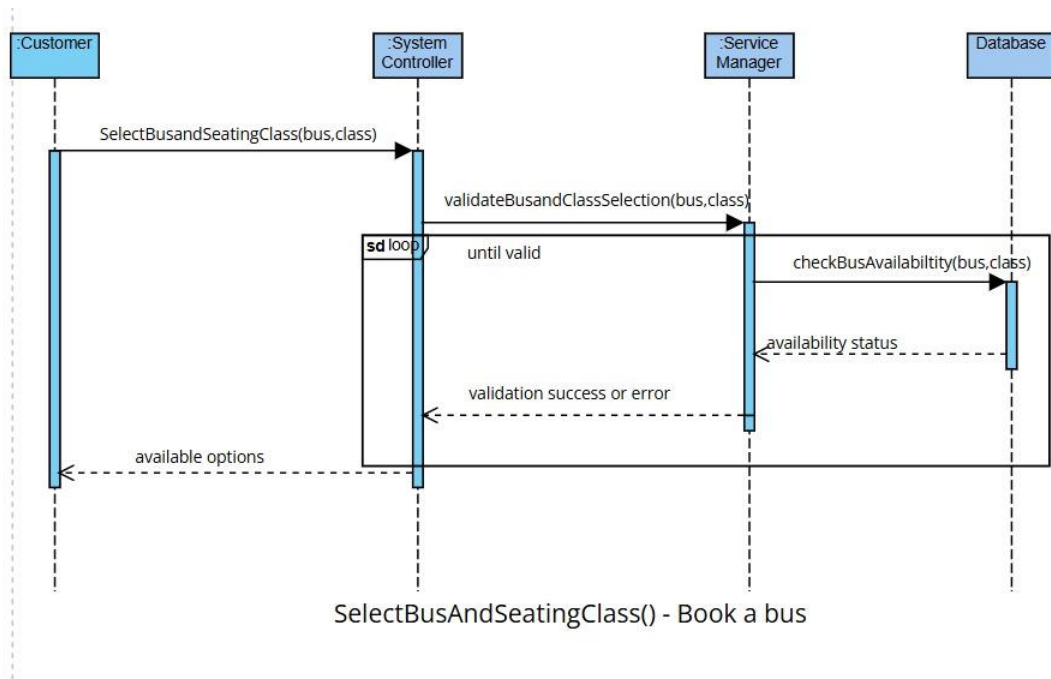 :Customer
:System
Controller
:Service
Manager
Database
SelectBusandSeatingClass(bus,class)
validateBusandClassSelection(bus,class)
sd loop
until valid
checkBusAvailabiltity(bus,class)
availability status
validation success or error
available options
SelectBusAndSeatingClass() - Book a bus